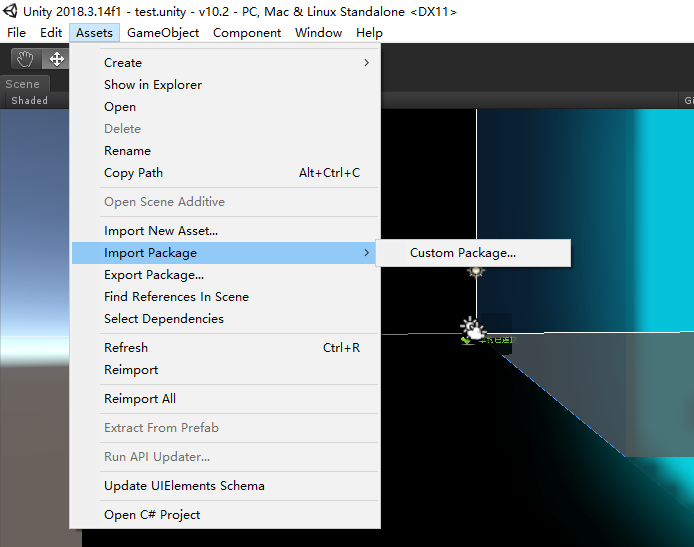 Unity 2018.3.14f1 - test.unity - v10.2 - PC, Mac & Linux Standalone <DX11>
File Edit Assets GameObject Component Window Help
Scene
Shaded
Gi
Create
Show in Explorer
Open
Delete
Rename
Copy Path Alt+Ctrl+C
Open Scene Additive
Import New Asset...
Import Package Custom Package...
Export Package...
Find References In Scene
Select Dependencies
Refresh Ctrl+R
Reimport
Reimport All
Extract From Prefab
Run API Updater...
Update UIElements Schema
Open C# Project